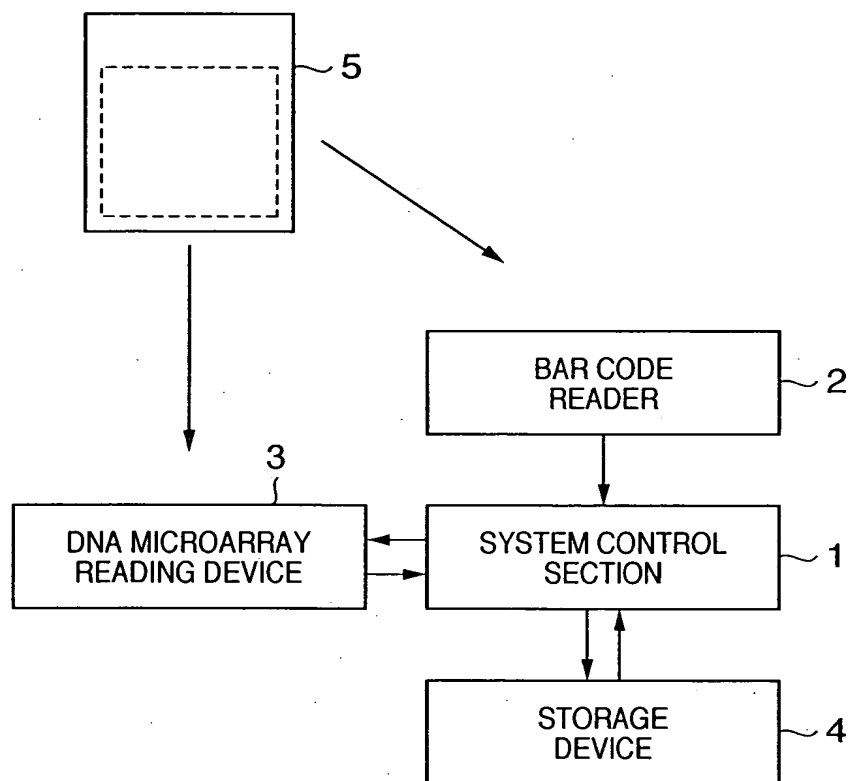 5
BAR CODE
READER
2
3
DNA MICROARRAY
READING DEVICE
SYSTEM CONTROL
SECTION
1
STORAGE
DEVICE
4